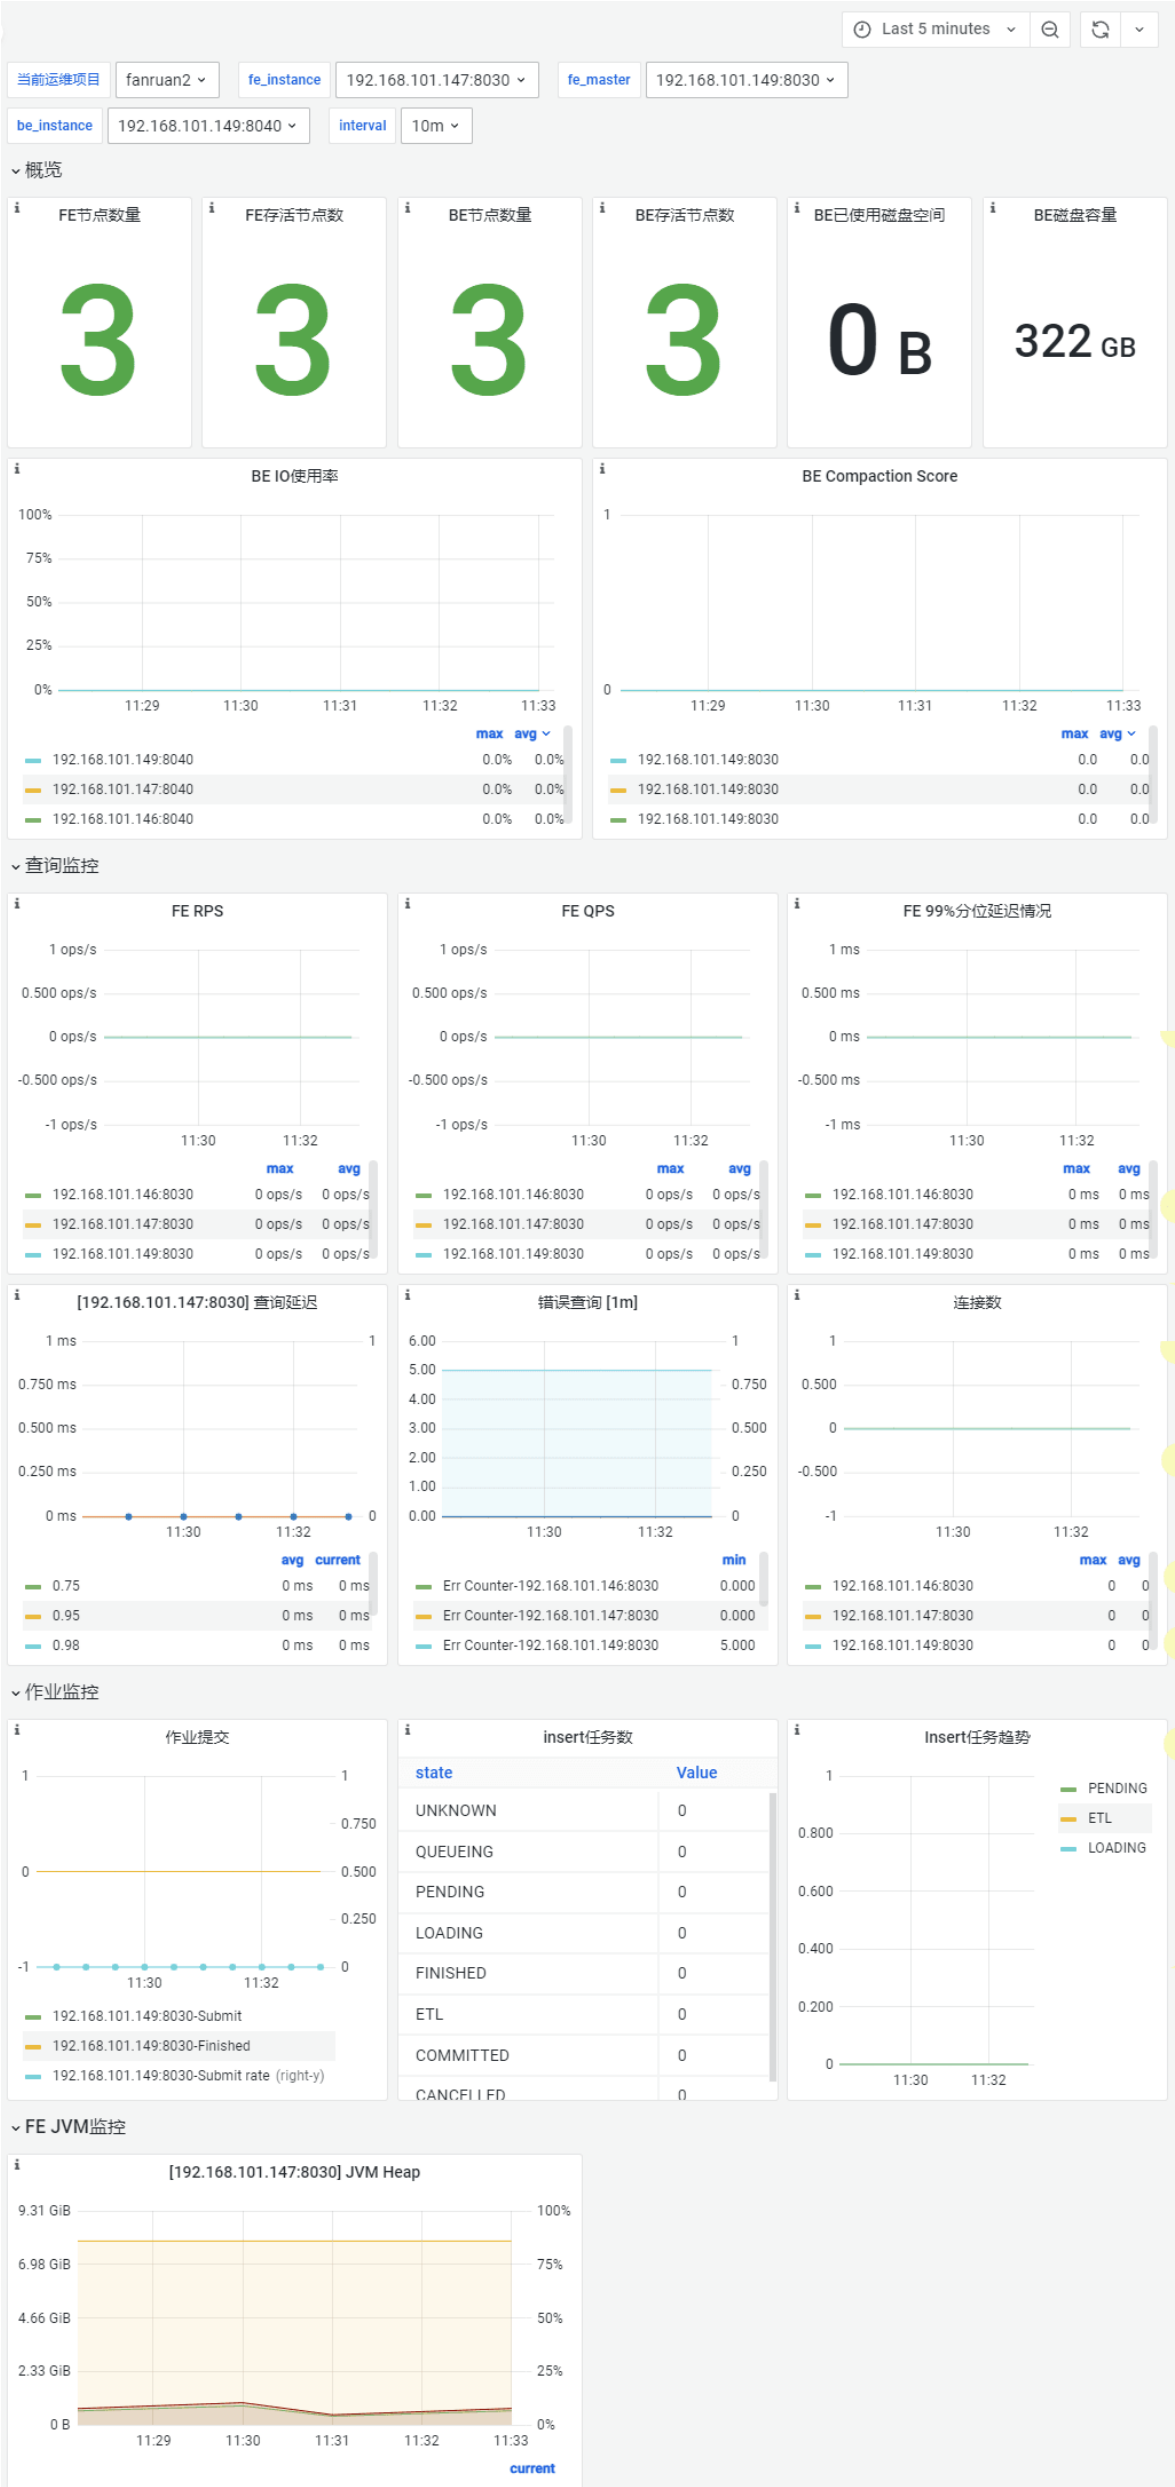 Last 5 minutes
当前运维项目 fanruan2 fe_instance 192.168.101.147:8030 fe_master 192.168.101.149:8030
be_instance 192.168.101.149:8040 interval 10m
概览
FE节点数量 FE存活节点数 BE节点数量 BE存活节点数 BE已使用磁盘空间 BE磁盘容量
3 3 3 3 0 B 322 GB
BE IO使用率
100%
75%
50%
25%
0%
11:29 11:30 11:31 11:32 11:33
max avg
192.168.101.149:8040 0.0% 0.0%
192.168.101.147:8040 0.0% 0.0%
192.168.101.146:8040 0.0% 0.0%
BE Compaction Score
1
0
11:29 11:30 11:31 11:32 11:33
max avg
192.168.101.149:8030 0.0 0.0
192.168.101.149:8030 0.0 0.0
192.168.101.149:8030 0.0 0.0
查询监控
FE RPS
1 ops/s
0.500 ops/s
0 ops/s
-0.500 ops/s
-1 ops/s
11:30 11:32
max avg
192.168.101.146:8030 0 ops/s 0 ops/s
192.168.101.147:8030 0 ops/s 0 ops/s
192.168.101.149:8030 0 ops/s 0 ops/s
FE QPS
1 ops/s
0.500 ops/s
0 ops/s
-0.500 ops/s
-1 ops/s
11:30 11:32
max avg
192.168.101.146:8030 0 ops/s 0 ops/s
192.168.101.147:8030 0 ops/s 0 ops/s
192.168.101.149:8030 0 ops/s 0 ops/s
FE 99%分位延迟情况
1 ms
0.500 ms
0 ms
-0.500 ms
-1 ms
11:30 11:32
max avg
192.168.101.146:8030 0 ms 0 ms
192.168.101.147:8030 0 ms 0 ms
192.168.101.149:8030 0 ms 0 ms
[192.168.101.147:8030] 查询延迟
1 ms 1
0.750 ms
0.500 ms
0.250 ms
0 ms 0
11:30 11:32
avg current
0.75 0 ms 0 ms
0.95 0 ms 0 ms
0.98 0 ms 0 ms
错误查询 [1m]
6.00 1
5.00
4.00 0.750
3.00 0.500
2.00
1.00 0.250
0.00 0
11:30 11:32
min
Err Counter-192.168.101.146:8030 0.000
Err Counter-192.168.101.147:8030 0.000
Err Counter-192.168.101.149:8030 5.000
连接数
1
0.500
0
-0.500
-1
11:30 11:32
max avg
192.168.101.146:8030 0 0
192.168.101.147:8030 0 0
192.168.101.149:8030 0 0
作业监控
作业提交
1 1
0.750
0 0.500
0.250
-1 0
11:30 11:32
192.168.101.149:8030-Submit
192.168.101.149:8030-Finished
192.168.101.149:8030-Submit rate (right-y)
insert任务数
state Value
UNKNOWN 0
QUEUEING 0
PENDING 0
LOADING 0
FINISHED 0
ETL 0
COMMITTED 0
CANCELLED 0
Insert任务趋势
1
0.800
0.600
0.400
0.200
0
11:30 11:32
PENDING
ETL
LOADING
FE JVM监控
[192.168.101.147:8030] JVM Heap
9.31 GiB 100%
6.98 GiB 75%
4.66 GiB 50%
2.33 GiB 25%
0 B 0%
11:29 11:30 11:31 11:32 11:33
current